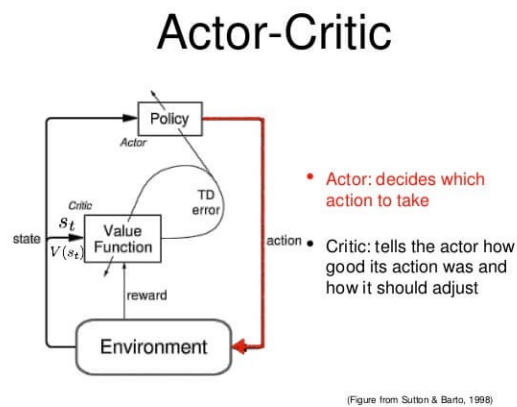 Actor-Critic
Policy
Actor
TD
error
Critic
s_t
state
V(s_t)
Value
Function
action
reward
Environment
• Actor: decides which
action to take
• Critic: tells the actor how
good its action was and
how it should adjust
(Figure from Sutton & Barto, 1998)